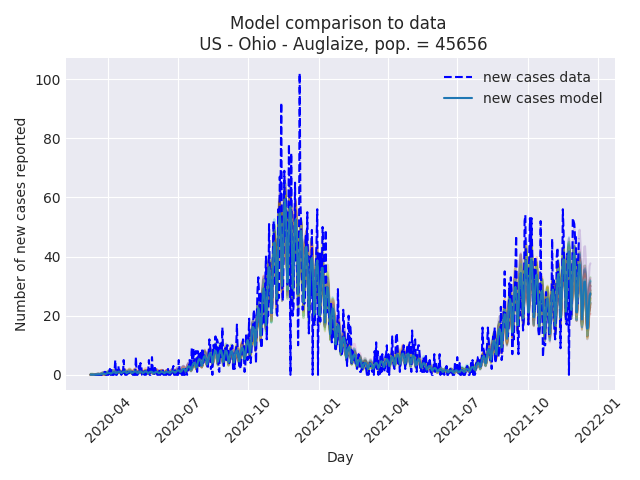 Model comparison to data
US - Ohio - Auglaize, pop. = 45656
new cases data
new cases model
Number of new cases reported
100
80
60
40
20
0
2020-04
2020-07
2020-10
2021-01
2021-04
2021-07
2021-10
2022-01
Day